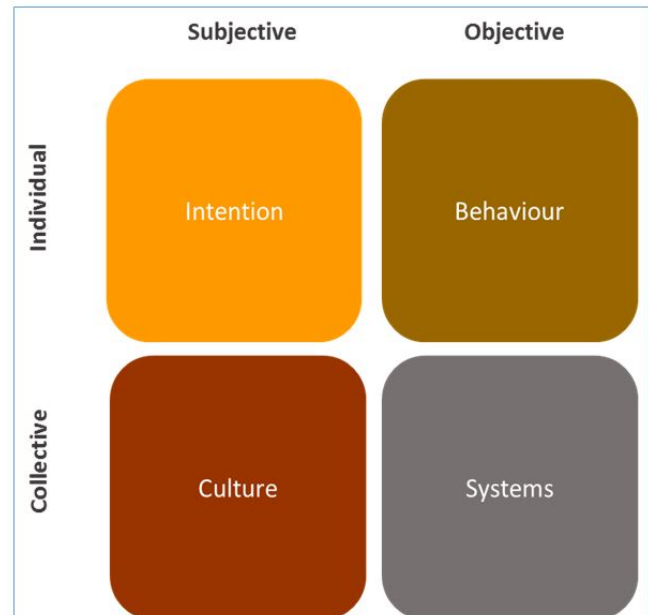 Subjective
Objective
Individual
Intention
Behaviour
Collective
Culture
Systems